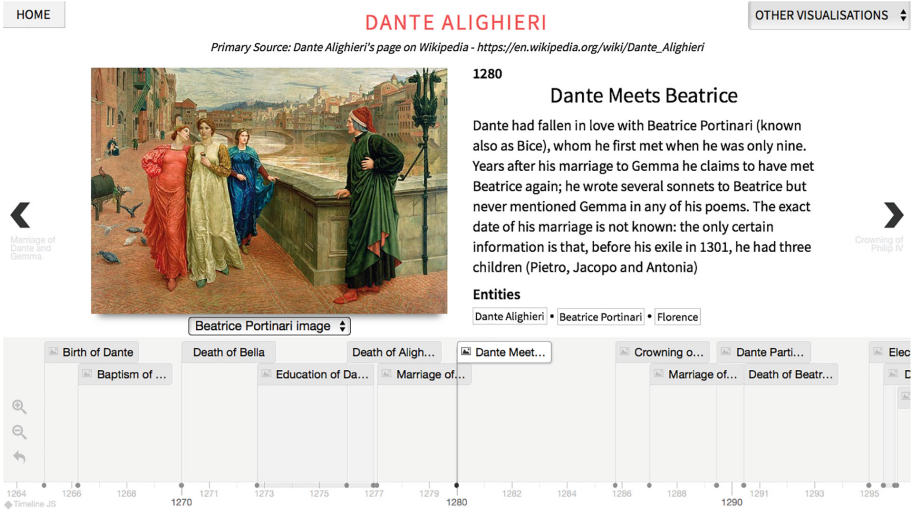 HOME
DANTE ALIGHIERI
OTHER VISUALISATIONS
Primary Source: Dante Alighieri's page on Wikipedia - https://en.wikipedia.org/wiki/Dante_Alighieri
1280
Dante Meets Beatrice
Dante had fallen in love with Beatrice Portinari (known
also as Bice), whom he first met when he was only nine.
Years after his marriage to Gemma he claims to have met
Beatrice again; he wrote several sonnets to Beatrice but
never mentioned Gemma in any of his poems. The exact
date of his marriage is not known: the only certain
information is that, before his exile in 1301, he had three
children (Pietro, Jacopo and Antonia)
Entities
Dante Alighieri • Beatrice Portinari • Florence
Marriage of
Dante and
Gemma
Crowning of
Philip IV
Beatrice Portinari image
Birth of Dante
Death of Bella
Death of Aligh...
Dante Meet...
Crowning o...
Dante Parti...
Elec
Baptism of ...
Education of Da...
Marriage of...
Marriage of...
Death of Beatr...
D
1264 1266 1268 1270 1271 1273 1275 1277 1279 1280 1282 1284 1286 1288 1290 1291 1293 1295
Timeline JS